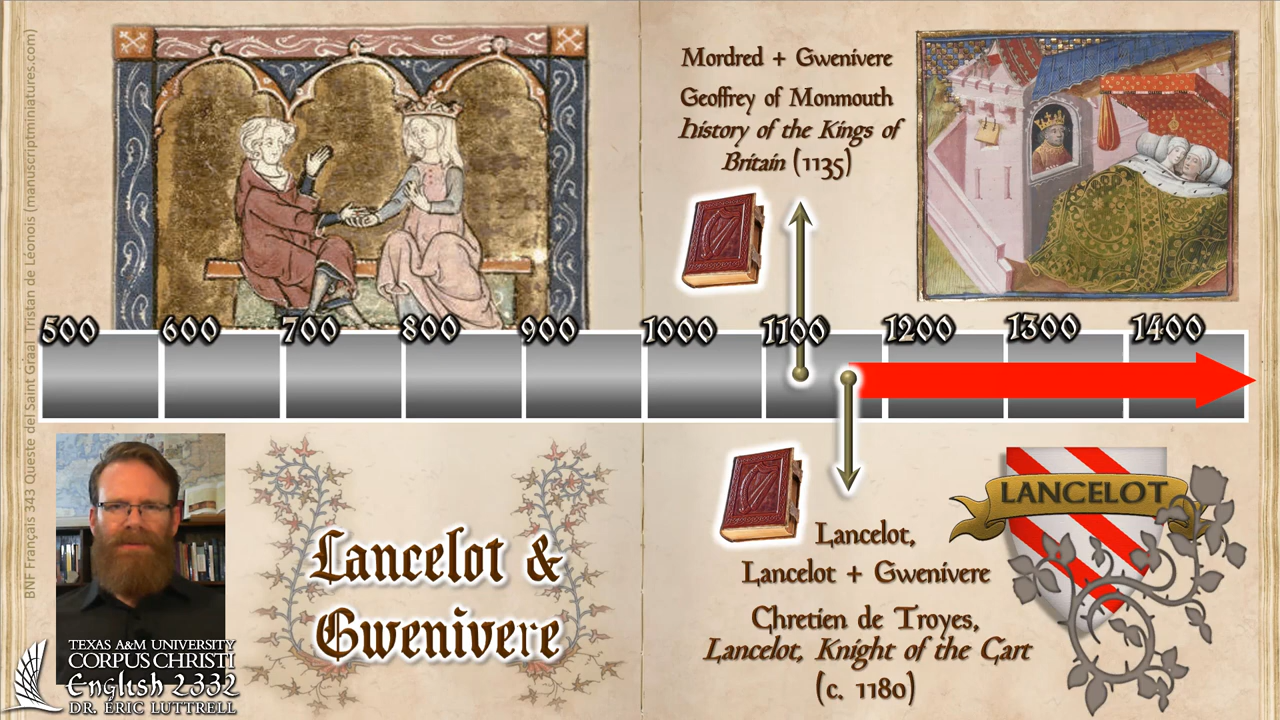 BNF Français 343 Queste del Saint Graal Tristan de Léonois (manuscriptminiatures.com)
Mordred + Gwenivere
Geoffrey of Monmouth
History of the Kings of
Britain (1135)
500 600 700 800 900 1000 1100 1200 1300 1400
LANCELOT
Lancelot &
Gwenivere
Lancelot,
Lancelot + Gwenivere
Chretien de Troyes,
Lancelot, Knight of the Cart
(c. 1180)
TEXAS A&M UNIVERSITY
CORPUS CHRISTI
English 2332
DR. ERIC LUTTRELL